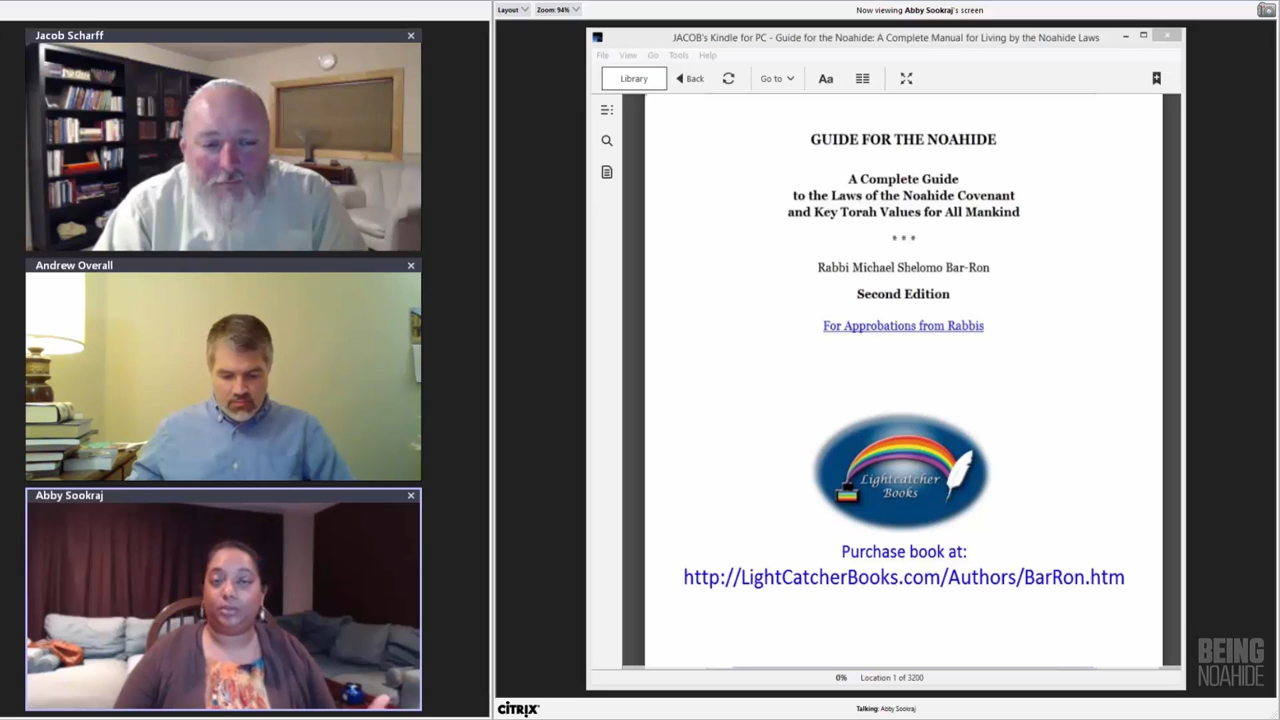 Layout
Zoom: 94%
Now viewing Abby Sookraj's screen
Jacob Scharff
Andrew Overall
Abby Sookraj
JACOB's Kindle for PC - Guide for the Noahide: A Complete Manual for Living by the Noahide Laws
File View Go Tools Help
Library Back Go to Aa
GUIDE FOR THE NOAHIDE
A Complete Guide
to the Laws of the Noahide Covenant
and Key Torah Values for All Mankind
* * *
Rabbi Michael Shelomo Bar-Ron
Second Edition
For Approbations from Rabbis
Lightcatcher
Books
Purchase book at:
http://LightCatcherBooks.com/Authors/BarRon.htm
0% Location 1 of 3200
BEING
NOAHIDE
CITRIX
Talking: Abby Sookraj